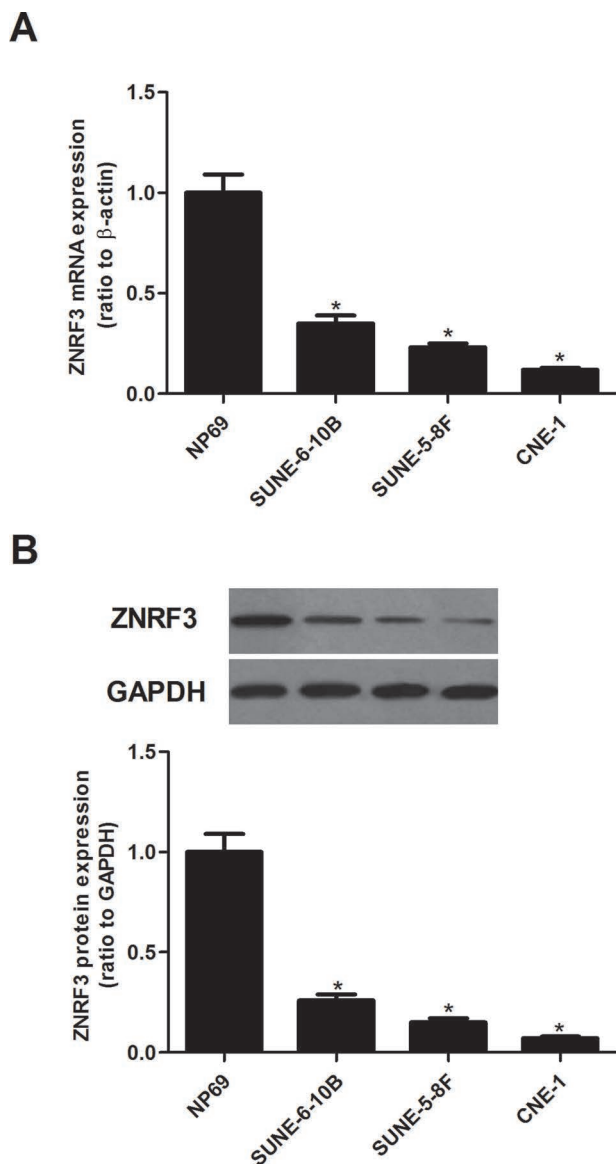 A
ZNRF3 mRNA expression
(ratio to β-actin)
1.5
1.0
0.5
0.0
*
*
*
NP69
SUNE-6-10B
SUNE-5-8F
CNE-1
B
ZNRF3
GAPDH
ZNRF3 protein expression
(ratio to GAPDH)
1.5
1.0
0.5
0.0
*
*
*
NP69
SUNE-6-10B
SUNE-5-8F
CNE-1